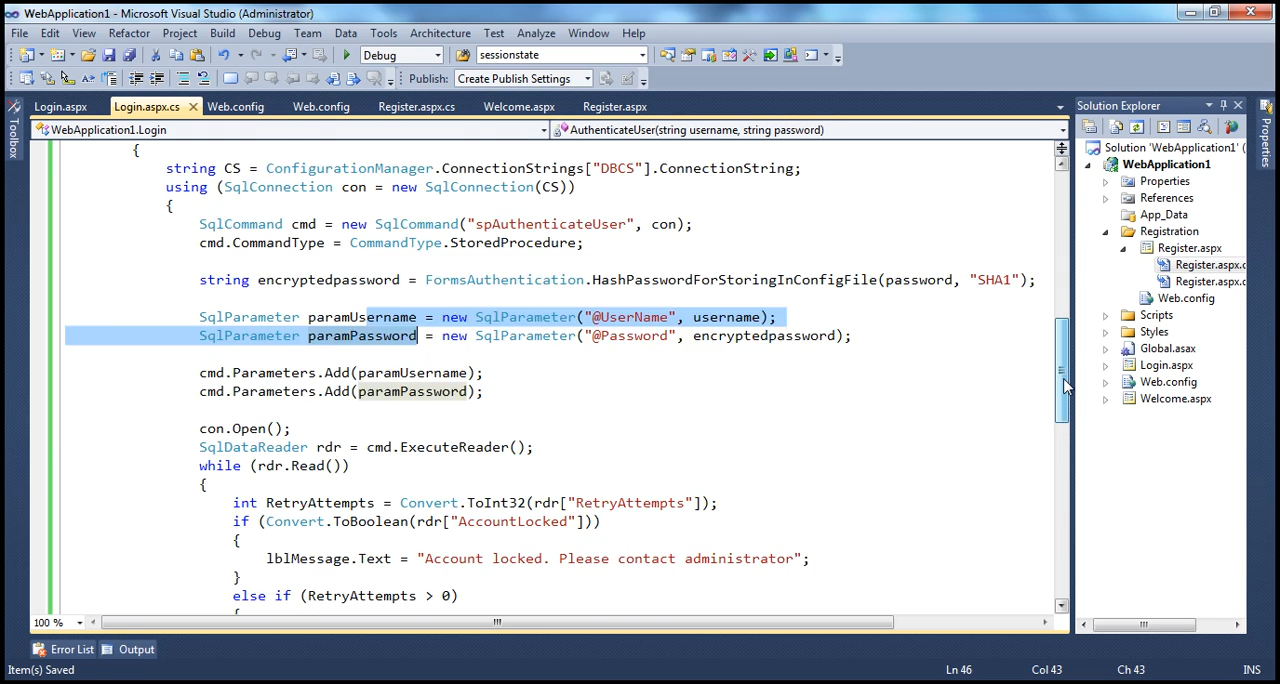 WebApplication1 - Microsoft Visual Studio (Administrator)
File Edit View Refactor Project Build Debug Team Data Tools Architecture Test Analyze Window Help
Debug sessionstate
Publish: Create Publish Settings
Login.aspx Login.aspx.cs Web.config Web.config Register.aspx.cs Welcome.aspx Register.aspx
WebApplication1.Login AuthenticateUser(string username, string password)
{
string CS = ConfigurationManager.ConnectionStrings["DBCS"].ConnectionString;
using (SqlConnection con = new SqlConnection(CS))
{
SqlCommand cmd = new SqlCommand("spAuthenticateUser", con);
cmd.CommandType = CommandType.StoredProcedure;
string encryptedpassword = FormsAuthentication.HashPasswordForStoringInConfigFile(password, "SHA1");
SqlParameter paramUsername = new SqlParameter("@UserName", username);
SqlParameter paramPassword = new SqlParameter("@Password", encryptedpassword);
cmd.Parameters.Add(paramUsername);
cmd.Parameters.Add(paramPassword);
con.Open();
SqlDataReader rdr = cmd.ExecuteReader();
while (rdr.Read())
{
int RetryAttempts = Convert.ToInt32(rdr["RetryAttempts"]);
if (Convert.ToBoolean(rdr["AccountLocked"]))
{
lblMessage.Text = "Account locked. Please contact administrator";
}
else if (RetryAttempts > 0)
{
100 %
Toolbox
Solution Explorer
Solution 'WebApplication1' (
WebApplication1
Properties
References
App_Data
Registration
Register.aspx
Register.aspx.c
Register.aspx.c
Web.config
Scripts
Styles
Global.asax
Login.aspx
Web.config
Welcome.aspx
Properties
Error List Output
Item(s) Saved Ln 46 Col 43 Ch 43 INS